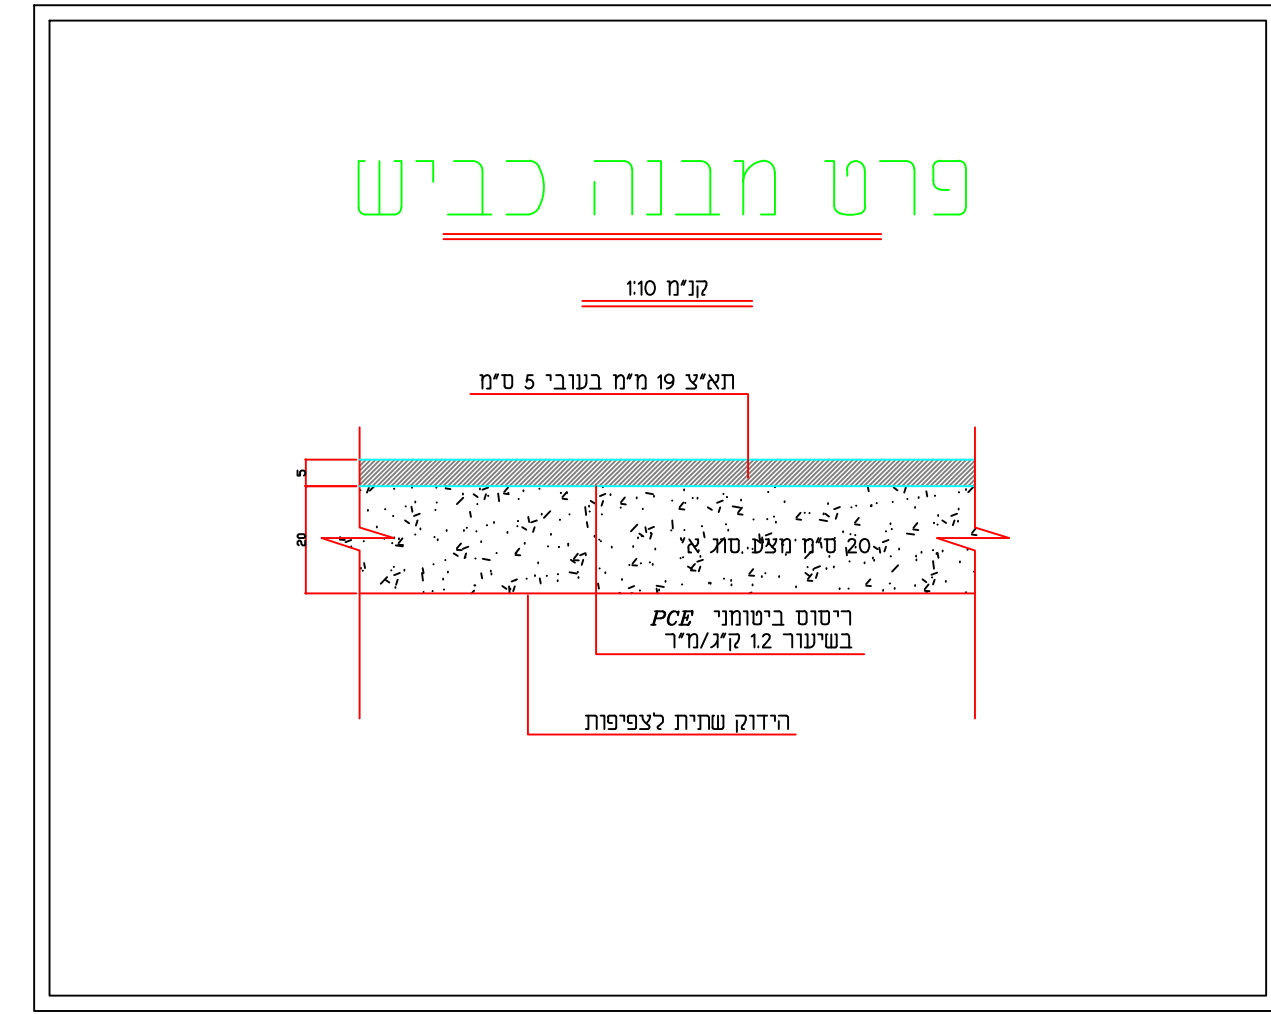 פרט מבנה כביש
קנ"מ 1:10
תא"צ 19 מ"מ בעובי 5 ס"מ
5
20
20 ס"מ מצע סוג א'
ריסוס ביטומני PCE
בשיעור 1.2 ק"ג/מ"ר
הידוק שתית לצפיפות